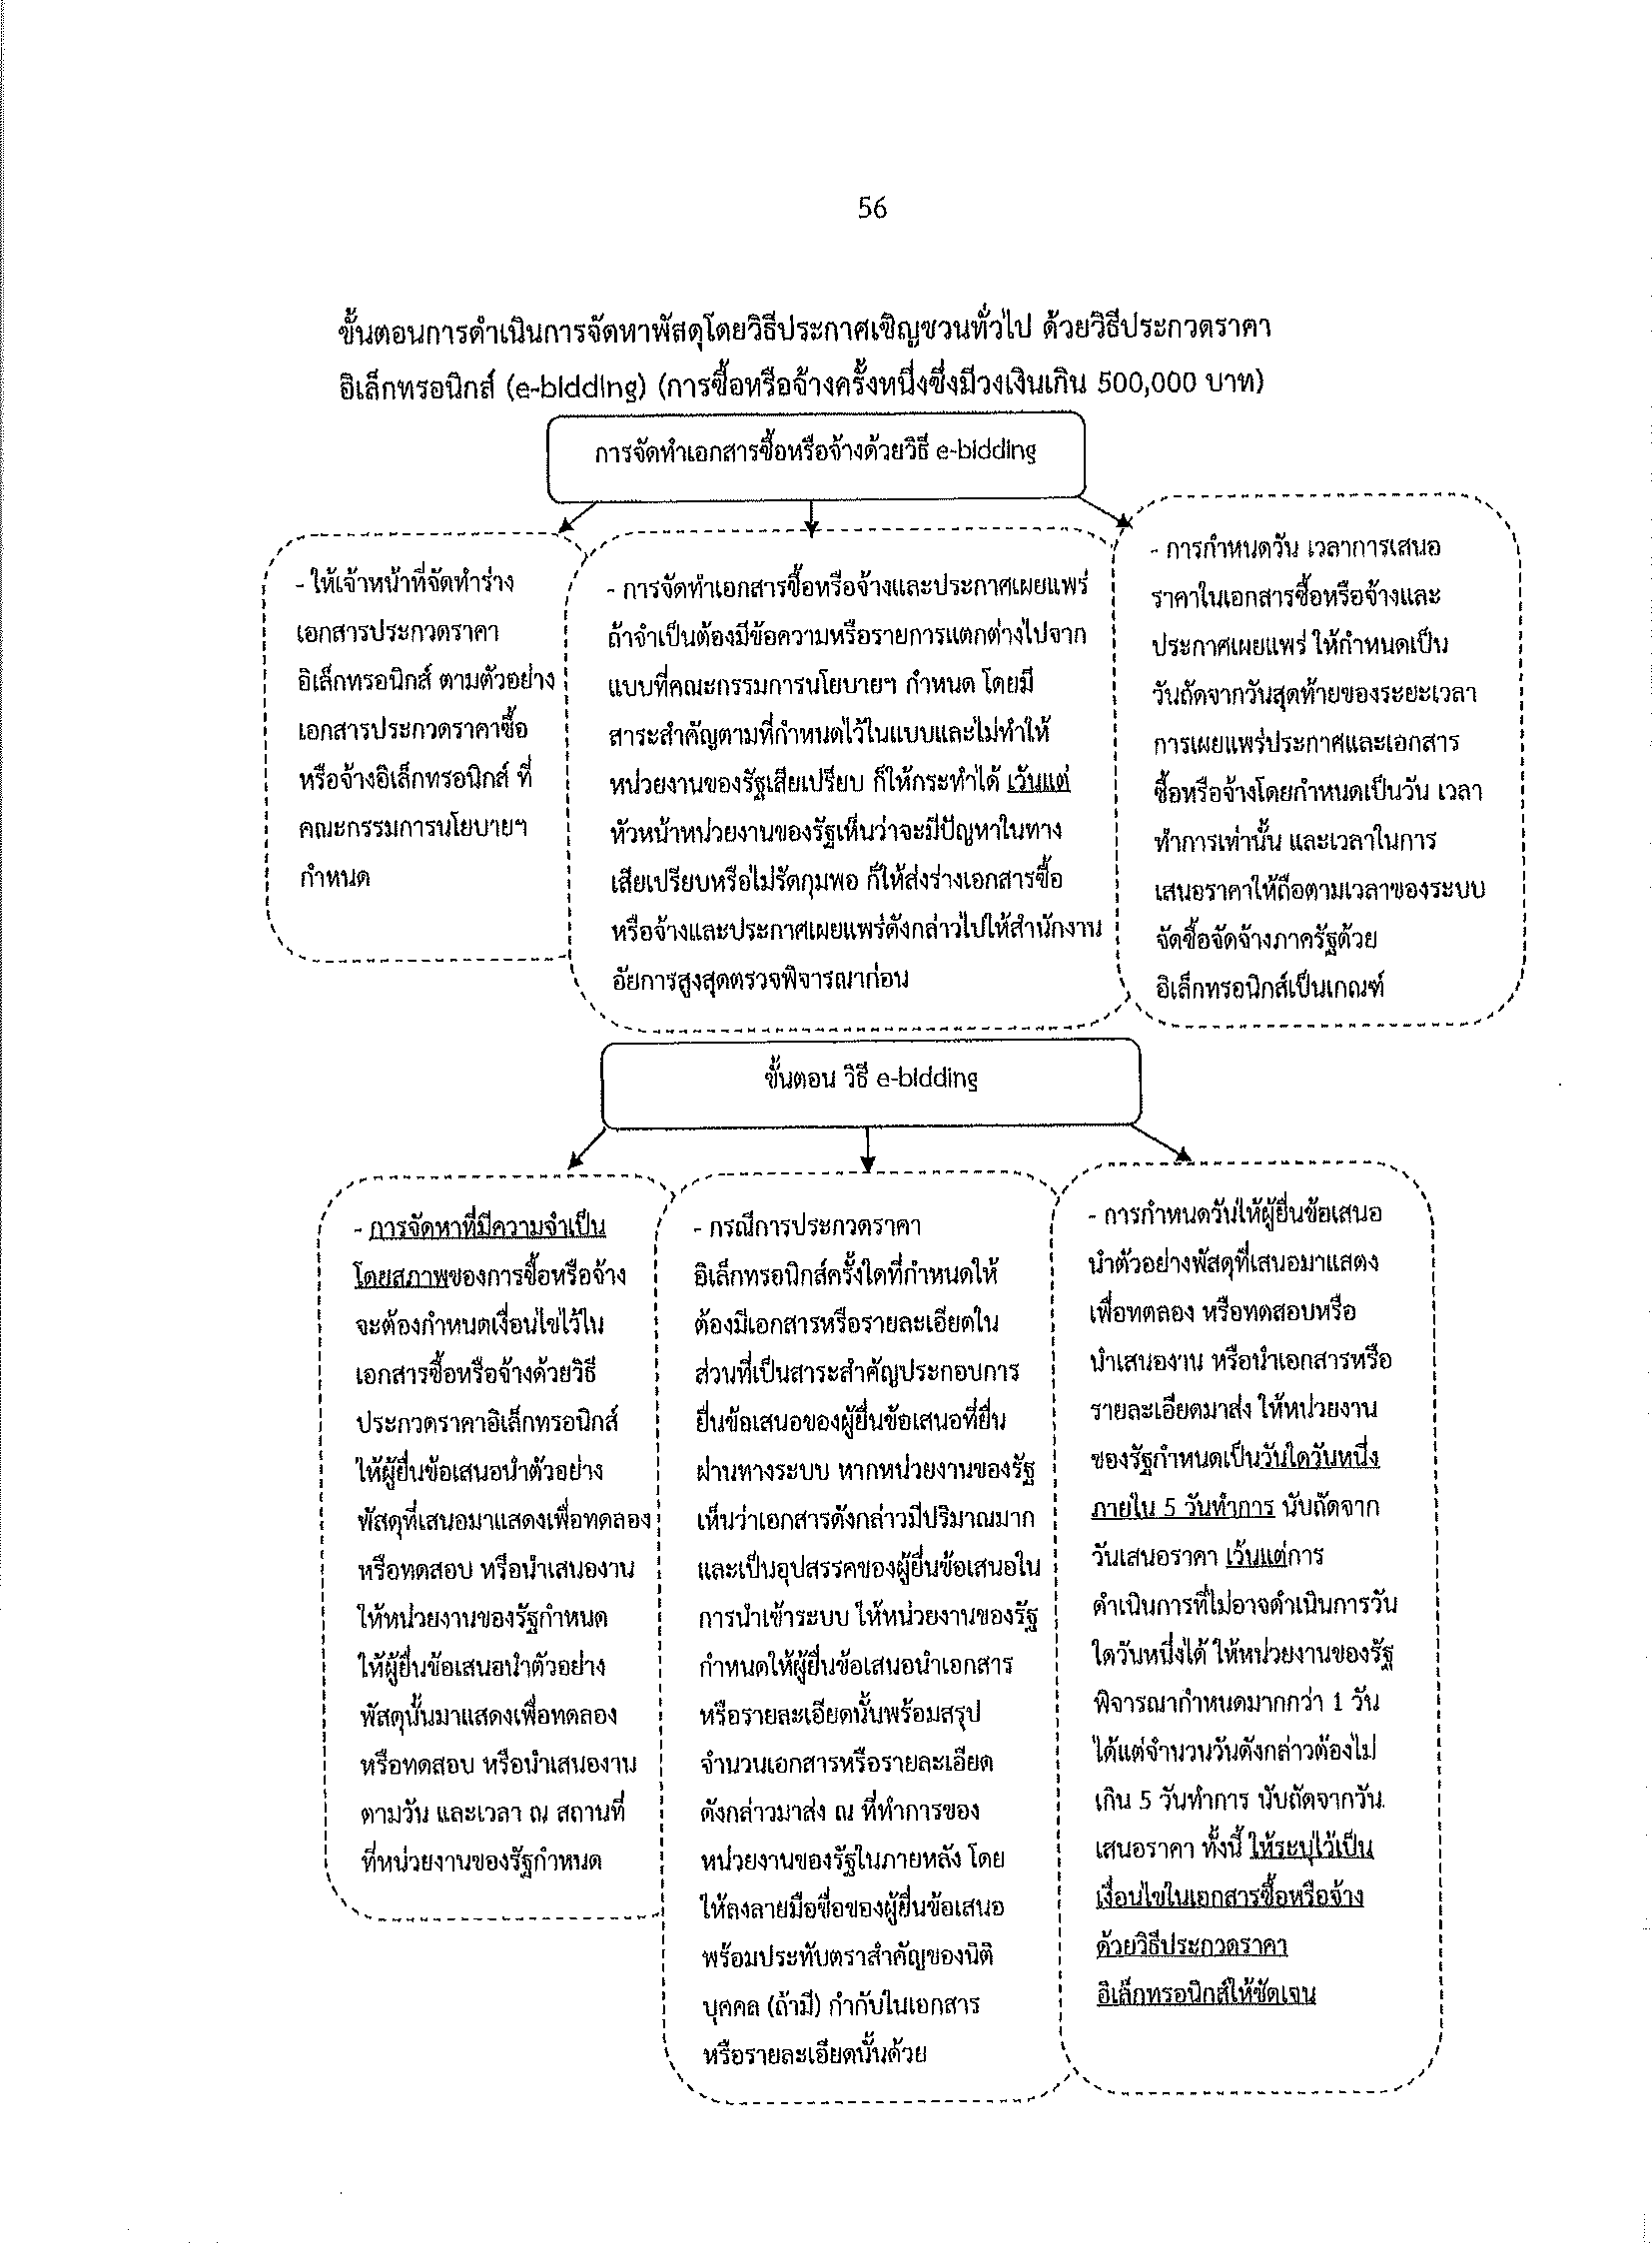 56
ขั้นตอนการดำเนินการจัดหาพัสดุโดยวิธีประกาศเชิญชวนทั่วไป ด้วยวิธีประกวดราคา
อิเล็กทรอนิกส์ (e-bidding) (การซื้อหรือจ้างครั้งหนึ่งซึ่งมีวงเงินเกิน 500,000 บาท)
การจัดทำเอกสารซื้อหรือจ้างด้วยวิธี e-bidding
- ให้เจ้าหน้าที่จัดทำร่าง
เอกสารประกวดราคา
อิเล็กทรอนิกส์ ตามตัวอย่าง
เอกสารประกวดราคาซื้อ
หรือจ้างอิเล็กทรอนิกส์ ที่
คณะกรรมการนโยบายฯ
กำหนด
- การจัดทำเอกสารซื้อหรือจ้างและประกาศเผยแพร่
ถ้าจำเป็นต้องมีข้อความหรือรายการแตกต่างไปจาก
แบบที่คณะกรรมการนโยบายฯ กำหนด โดยมี
สาระสำคัญตามที่กำหนดไว้ในแบบและไม่ทำให้
หน่วยงานของรัฐเสียเปรียบ ก็ให้กระทำได้ เว้นแต่
หัวหน้าหน่วยงานของรัฐเห็นว่าจะมีปัญหาในทาง
เสียเปรียบหรือไม่รัดกุมพอ ก็ให้ส่งร่างเอกสารซื้อ
หรือจ้างและประกาศเผยแพร่ดังกล่าวไปให้สำนักงาน
อัยการสูงสุดตรวจพิจารณาก่อน
- การกำหนดวัน เวลาการเสนอ
ราคาในเอกสารซื้อหรือจ้างและ
ประกาศเผยแพร่ ให้กำหนดเป็น
วันถัดจากวันสุดท้ายของระยะเวลา
การเผยแพร่ประกาศและเอกสาร
ซื้อหรือจ้างโดยกำหนดเป็นวัน เวลา
ทำการเท่านั้น และเวลาในการ
เสนอราคาให้ถือตามเวลาของระบบ
จัดซื้อจัดจ้างภาครัฐด้วย
อิเล็กทรอนิกส์เป็นเกณฑ์
ขั้นตอน วิธี e-bidding
- การจัดหาที่มีความจำเป็น
โดยสภาพของการซื้อหรือจ้าง
จะต้องกำหนดเงื่อนไขไว้ใน
เอกสารซื้อหรือจ้างด้วยวิธี
ประกวดราคาอิเล็กทรอนิกส์
ให้ผู้ยื่นข้อเสนอนำตัวอย่าง
พัสดุที่เสนอมาแสดงเพื่อทดลอง
หรือทดสอบ หรือนำเสนองาน
ให้หน่วยงานของรัฐกำหนด
ให้ผู้ยื่นข้อเสนอนำตัวอย่าง
พัสดุนั้นมาแสดงเพื่อทดลอง
หรือทดสอบ หรือนำเสนองาน
ตามวัน และเวลา ณ สถานที่
ที่หน่วยงานของรัฐกำหนด
- กรณีการประกวดราคา
อิเล็กทรอนิกส์ครั้งใดที่กำหนดให้
ต้องมีเอกสารหรือรายละเอียดใน
ส่วนที่เป็นสาระสำคัญประกอบการ
ยื่นข้อเสนอของผู้ยื่นข้อเสนอที่ยื่น
ผ่านทางระบบ หากหน่วยงานของรัฐ
เห็นว่าเอกสารดังกล่าวมีปริมาณมาก
และเป็นอุปสรรคของผู้ยื่นข้อเสนอใน
การนำเข้าระบบ ให้หน่วยงานของรัฐ
กำหนดให้ผู้ยื่นข้อเสนอนำเอกสาร
หรือรายละเอียดนั้นพร้อมสรุป
จำนวนเอกสารหรือรายละเอียด
ดังกล่าวมาส่ง ณ ที่ทำการของ
หน่วยงานของรัฐในภายหลัง โดย
ให้ลงลายมือชื่อของผู้ยื่นข้อเสนอ
พร้อมประทับตราสำคัญของนิติ
บุคคล (ถ้ามี) กำกับในเอกสาร
หรือรายละเอียดนั้นด้วย
- การกำหนดวันให้ผู้ยื่นข้อเสนอ
นำตัวอย่างพัสดุที่เสนอมาแสดง
เพื่อทดลอง หรือทดสอบหรือ
นำเสนองาน หรือนำเอกสารหรือ
รายละเอียดมาส่ง ให้หน่วยงาน
ของรัฐกำหนดเป็นวันใดวันหนึ่ง
ภายใน 5 วันทำการ นับถัดจาก
วันเสนอราคา เว้นแต่การ
ดำเนินการที่ไม่อาจดำเนินการวัน
ใดวันหนึ่งได้ ให้หน่วยงานของรัฐ
พิจารณากำหนดมากกว่า 1 วัน
ได้แต่จำนวนวันดังกล่าวต้องไม่
เกิน 5 วันทำการ นับถัดจากวัน
เสนอราคา ทั้งนี้ ให้ระบุไว้เป็น
เงื่อนไขในเอกสารซื้อหรือจ้าง
ด้วยวิธีประกวดราคา
อิเล็กทรอนิกส์ให้ชัดเจน